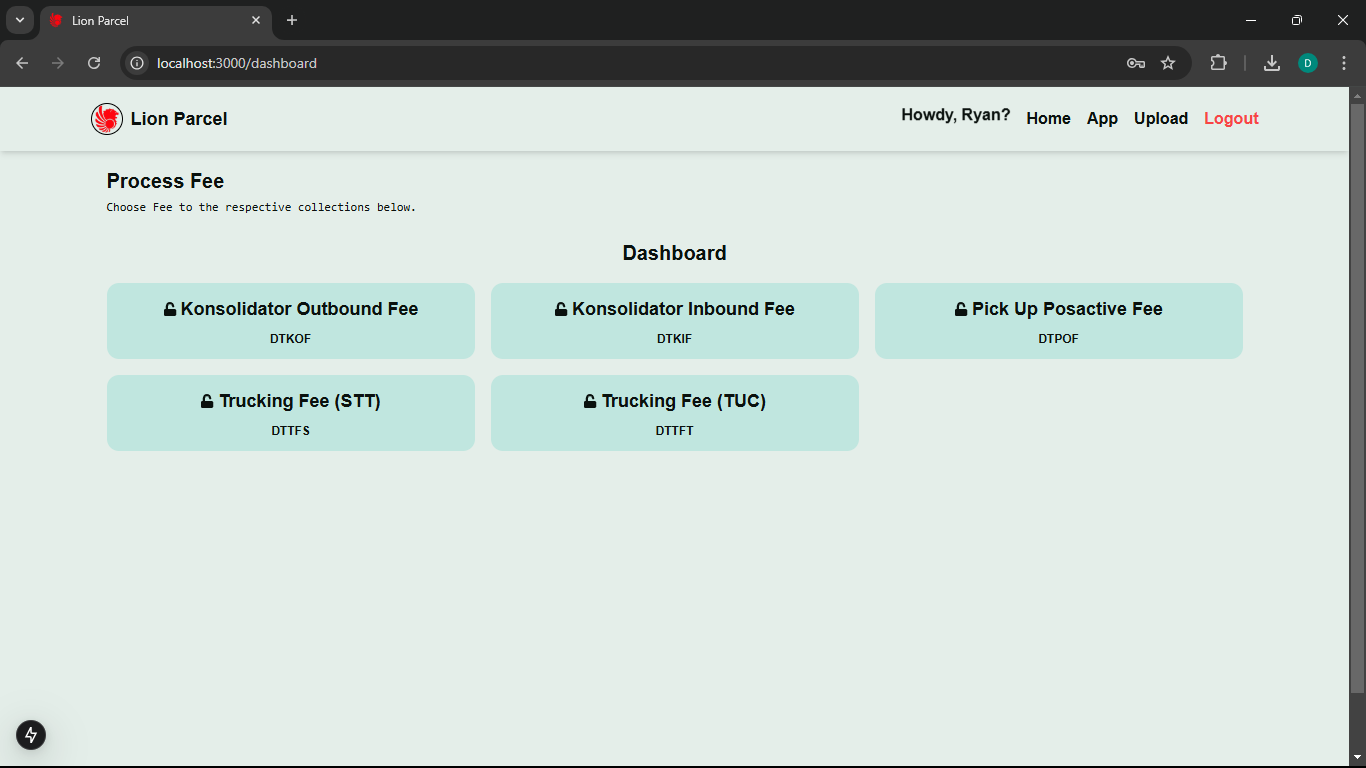 Lion Parcel
localhost:3000/dashboard
D
Lion Parcel
Howdy, Ryan? Home App Upload Logout
Process Fee
Choose Fee to the respective collections below.
Dashboard
Konsolidator Outbound Fee
DTKOF
Konsolidator Inbound Fee
DTKIF
Pick Up Posactive Fee
DTPOF
Trucking Fee (STT)
DTTFS
Trucking Fee (TUC)
DTTFT